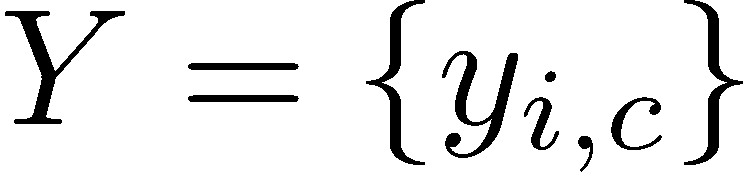 Y = {y_{i,c}}